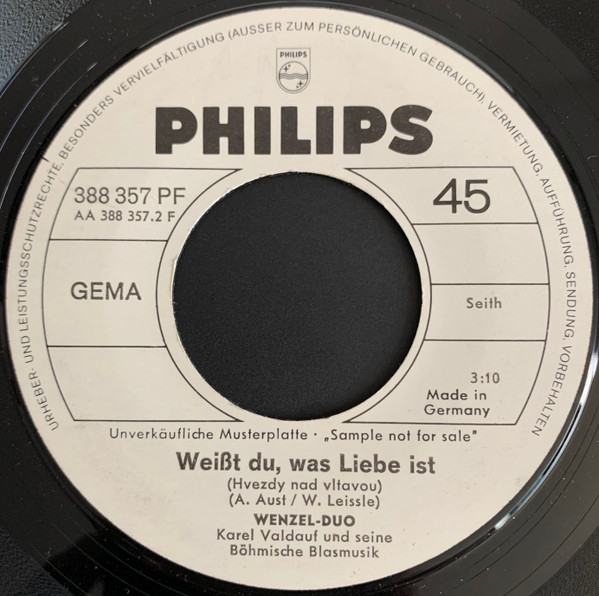 URHEBER- UND LEISTUNGSSCHUTZRECHTE, BESONDERS VERVIELFÄLTIGUNG (AUSSER ZUM PERSÖNLICHEN GEBRAUCH), VERMIETUNG, AUFFÜHRUNG, SENDUNG, VORBEHALTEN
PHILIPS
PHILIPS
388 357 PF
AA 388 357.2 F
45
GEMA
Seith
3:10
Made in
Germany
Unverkäufliche Musterplatte · „Sample not for sale"
Weißt du, was Liebe ist
(Hvezdy nad vltavou)
(A. Aust / W. Leissle)
WENZEL-DUO
Karel Valdauf und seine
Böhmische Blasmusik